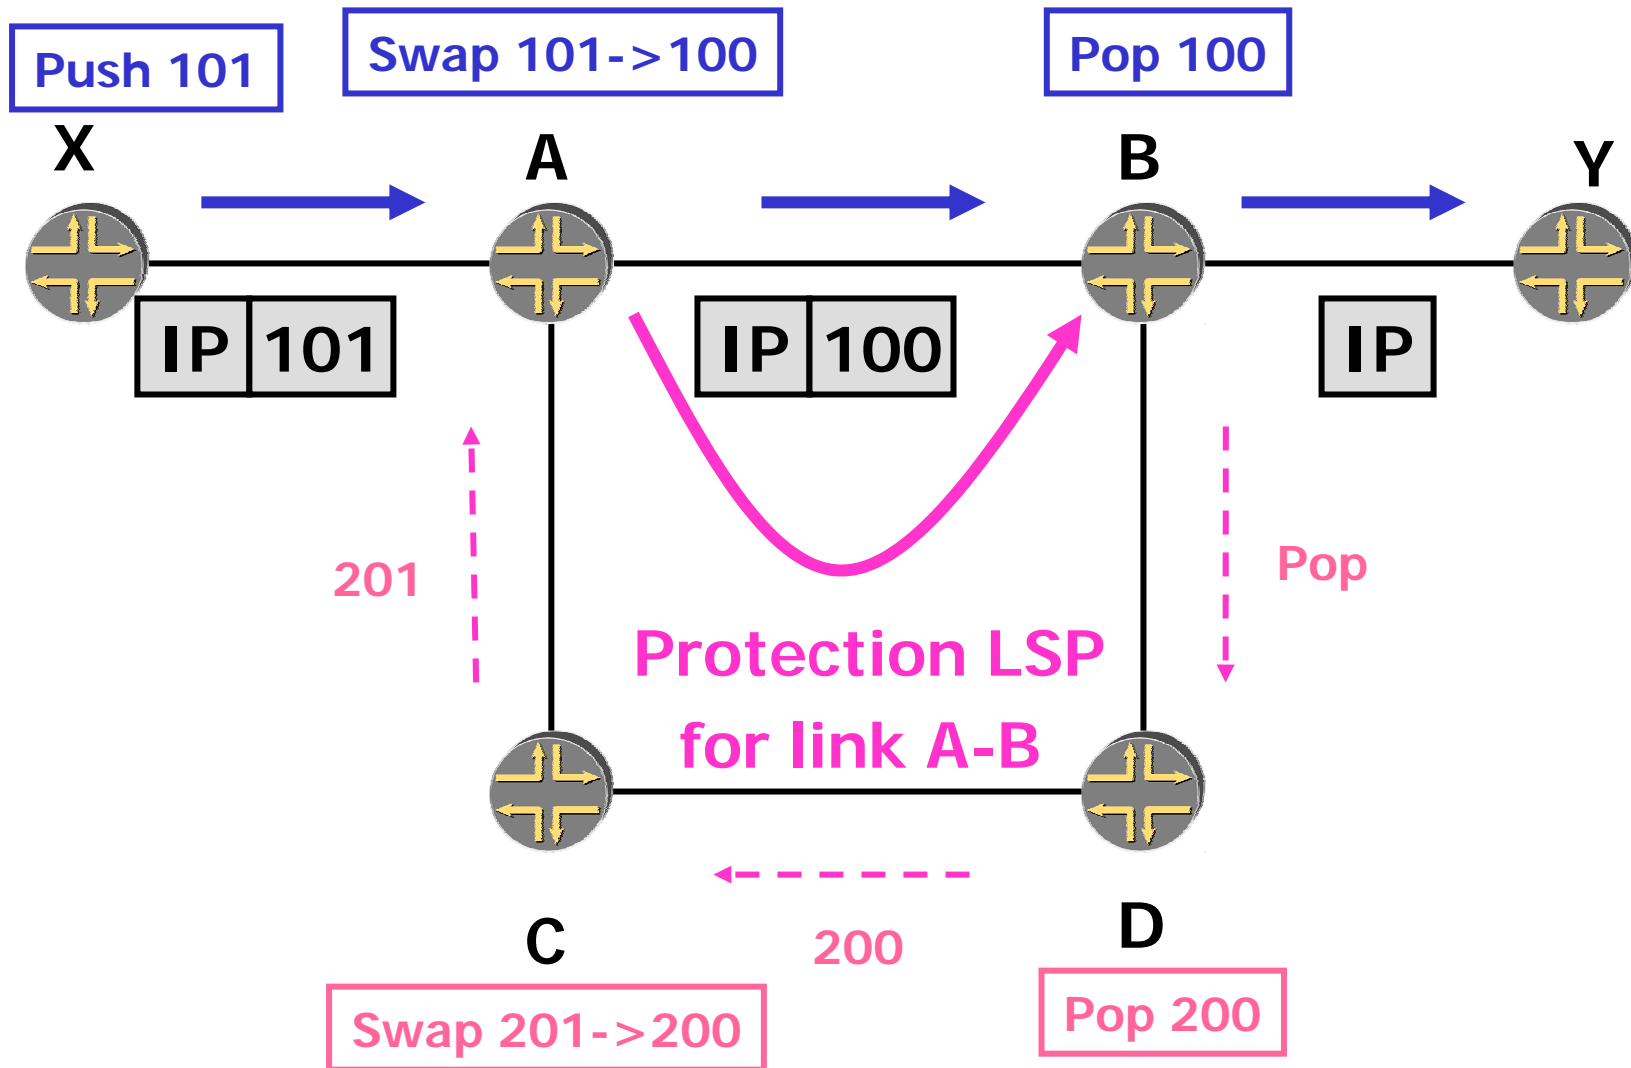 Push 101
Swap 101->100
Pop 100
X
A
B
Y
IP 101
IP 100
IP
201
Pop
Protection LSP
for link A-B
C
200
D
Swap 201->200
Pop 200